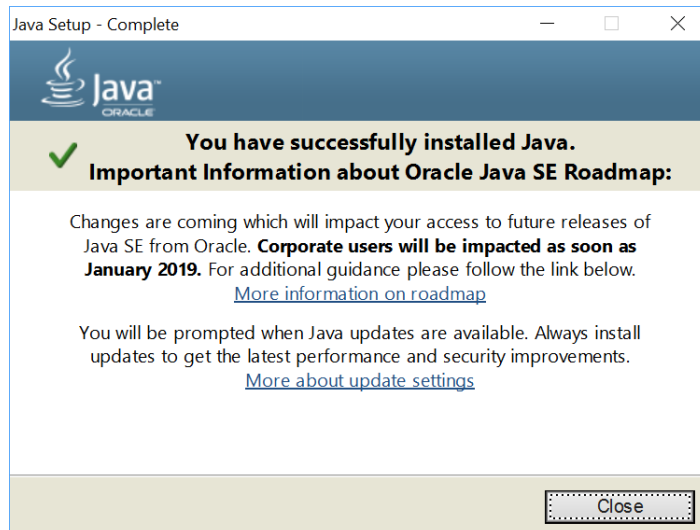 Java Setup - Complete
Java™
ORACLE
You have successfully installed Java.
Important Information about Oracle Java SE Roadmap:
Changes are coming which will impact your access to future releases of
Java SE from Oracle. Corporate users will be impacted as soon as
January 2019. For additional guidance please follow the link below.
More information on roadmap
You will be prompted when Java updates are available. Always install
updates to get the latest performance and security improvements.
More about update settings
Close